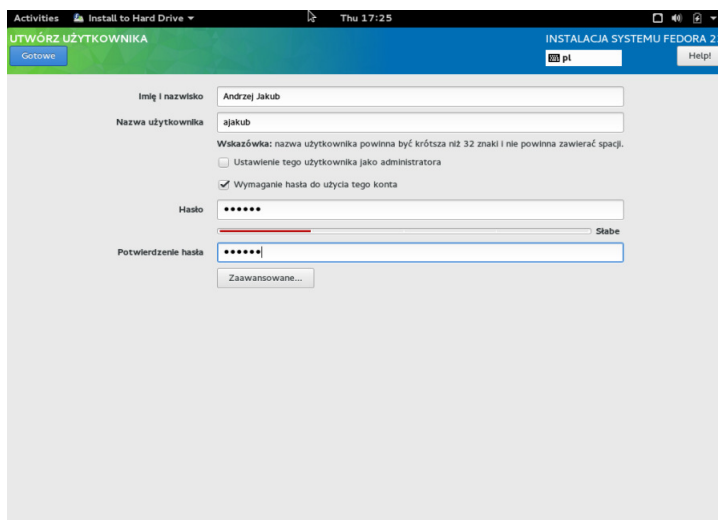 Activities Install to Hard Drive Thu 17:25
UTWÓRZ UŻYTKOWNIKA INSTALACJA SYSTEMU FEDORA 2
Gotowe pl Help!
Imię i nazwisko Andrzej Jakub
Nazwa użytkownika ajakub
Wskazówka: nazwa użytkownika powinna być krótsza niż 32 znaki i nie powinna zawierać spacji.
Ustawienie tego użytkownika jako administratora
Wymaganie hasła do użycia tego konta
Hasło ●●●●●●
Słabe
Potwierdzenie hasła ●●●●●●
Zaawansowane...